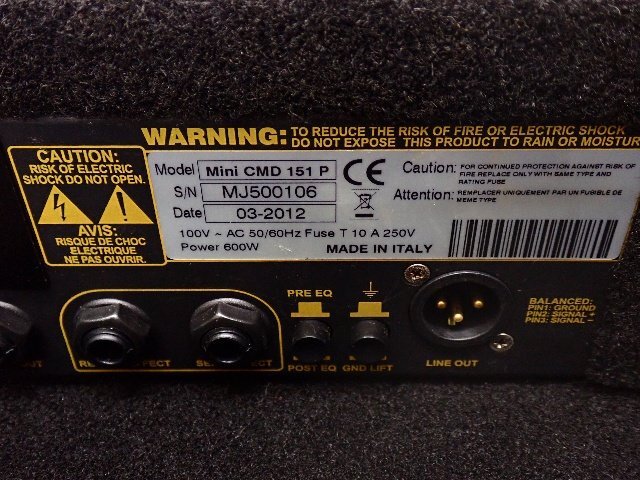 WARNING: TO REDUCE THE RISK OF FIRE OR ELECTRIC SHOCK
DO NOT EXPOSE THIS PRODUCT TO RAIN OR MOISTURE
CAUTION:
RISK OF ELECTRIC
SHOCK DO NOT OPEN.
AVIS:
RISQUE DE CHOC
ELECTRIQUE
NE PAS OUVRIR.
Model Mini CMD 151 P
S/N MJ500106
Date 03-2012
100V ~ AC 50/60Hz Fuse T 10 A 250V
Power 600W MADE IN ITALY
CE
Caution: FOR CONTINUED PROTECTION AGAINST RISK OF
FIRE REPLACE ONLY WITH SAME TYPE AND
RATING FUSE
Attention: REMPLACER UNIQUEMENT PAR UN FUSIBLE DE
MEME TYPE
PRE EQ
POST EQ
GND LIFT
LINE OUT
BALANCED:
PIN1: GROUND
PIN2: SIGNAL +
PIN3: SIGNAL -